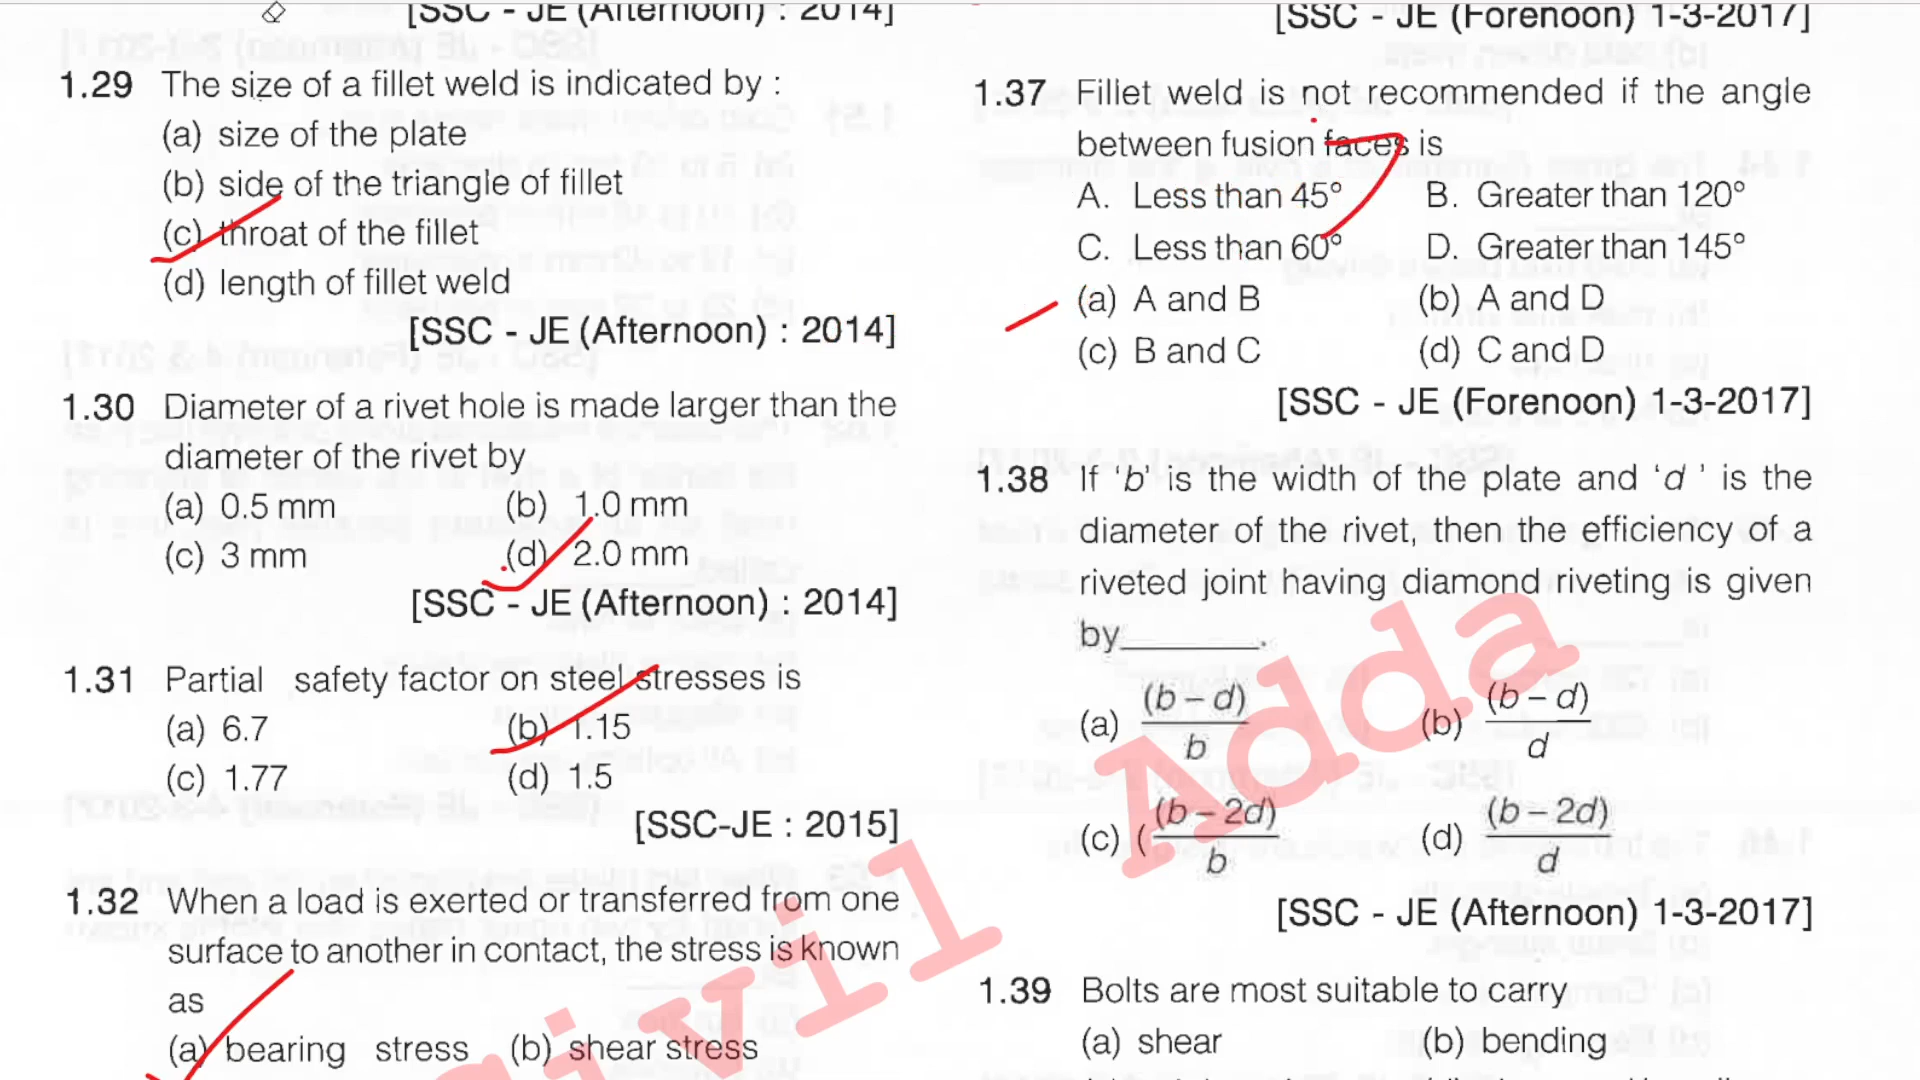 [SSC - JE (Afternoon) : 2014]
1.29 The size of a fillet weld is indicated by :
(a) size of the plate
(b) side of the triangle of fillet
(c) throat of the fillet
(d) length of fillet weld
[SSC - JE (Afternoon) : 2014]
1.30 Diameter of a rivet hole is made larger than the
diameter of the rivet by
(a) 0.5 mm (b) 1.0 mm
(c) 3 mm (d) 2.0 mm
[SSC - JE (Afternoon) : 2014]
1.31 Partial safety factor on steel stresses is
(a) 6.7 (b) 1.15
(c) 1.77 (d) 1.5
[SSC-JE : 2015]
1.32 When a load is exerted or transferred from one
surface to another in contact, the stress is known
as
(a) bearing stress (b) shear stress
[SSC - JE (Forenoon) 1-3-2017]
1.37 Fillet weld is not recommended if the angle
between fusion faces is
A. Less than 45° B. Greater than 120°
C. Less than 60° D. Greater than 145°
(a) A and B (b) A and D
(c) B and C (d) C and D
[SSC - JE (Forenoon) 1-3-2017]
1.38 If 'b' is the width of the plate and 'd ' is the
diameter of the rivet, then the efficiency of a
riveted joint having diamond riveting is given
by________.
(a) (b – d)/b (b) (b – d)/d
(c) ((b – 2d)/b (d) (b – 2d)/d
[SSC - JE (Afternoon) 1-3-2017]
1.39 Bolts are most suitable to carry
(a) shear (b) bending
ivil Adda